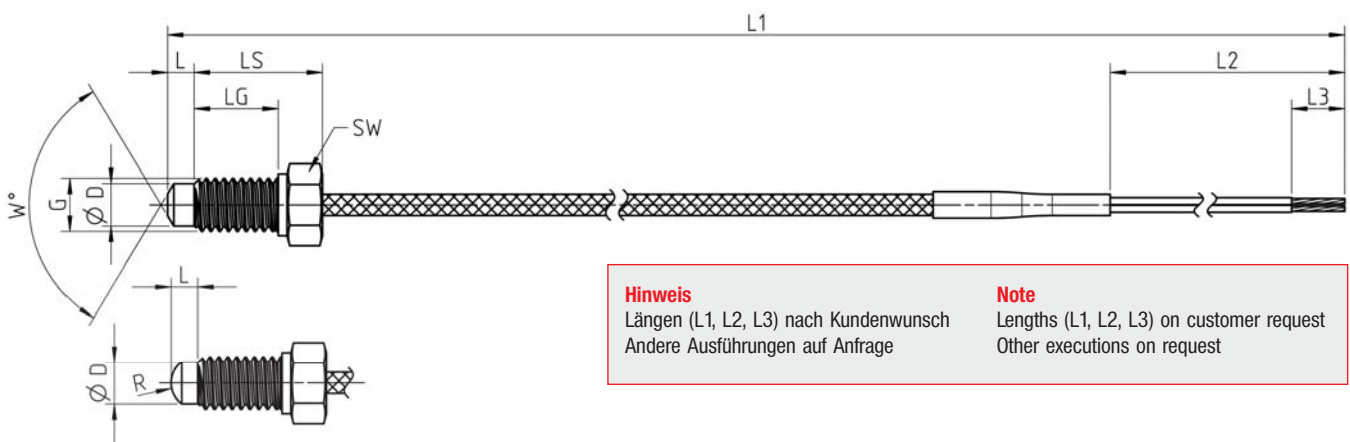 L1
L
LS
L2
LG
L3
SW
W°
G
Ø D
L
Ø D
R
Hinweis
Längen (L1, L2, L3) nach Kundenwunsch
Andere Ausführungen auf Anfrage
Note
Lengths (L1, L2, L3) on customer request
Other executions on request